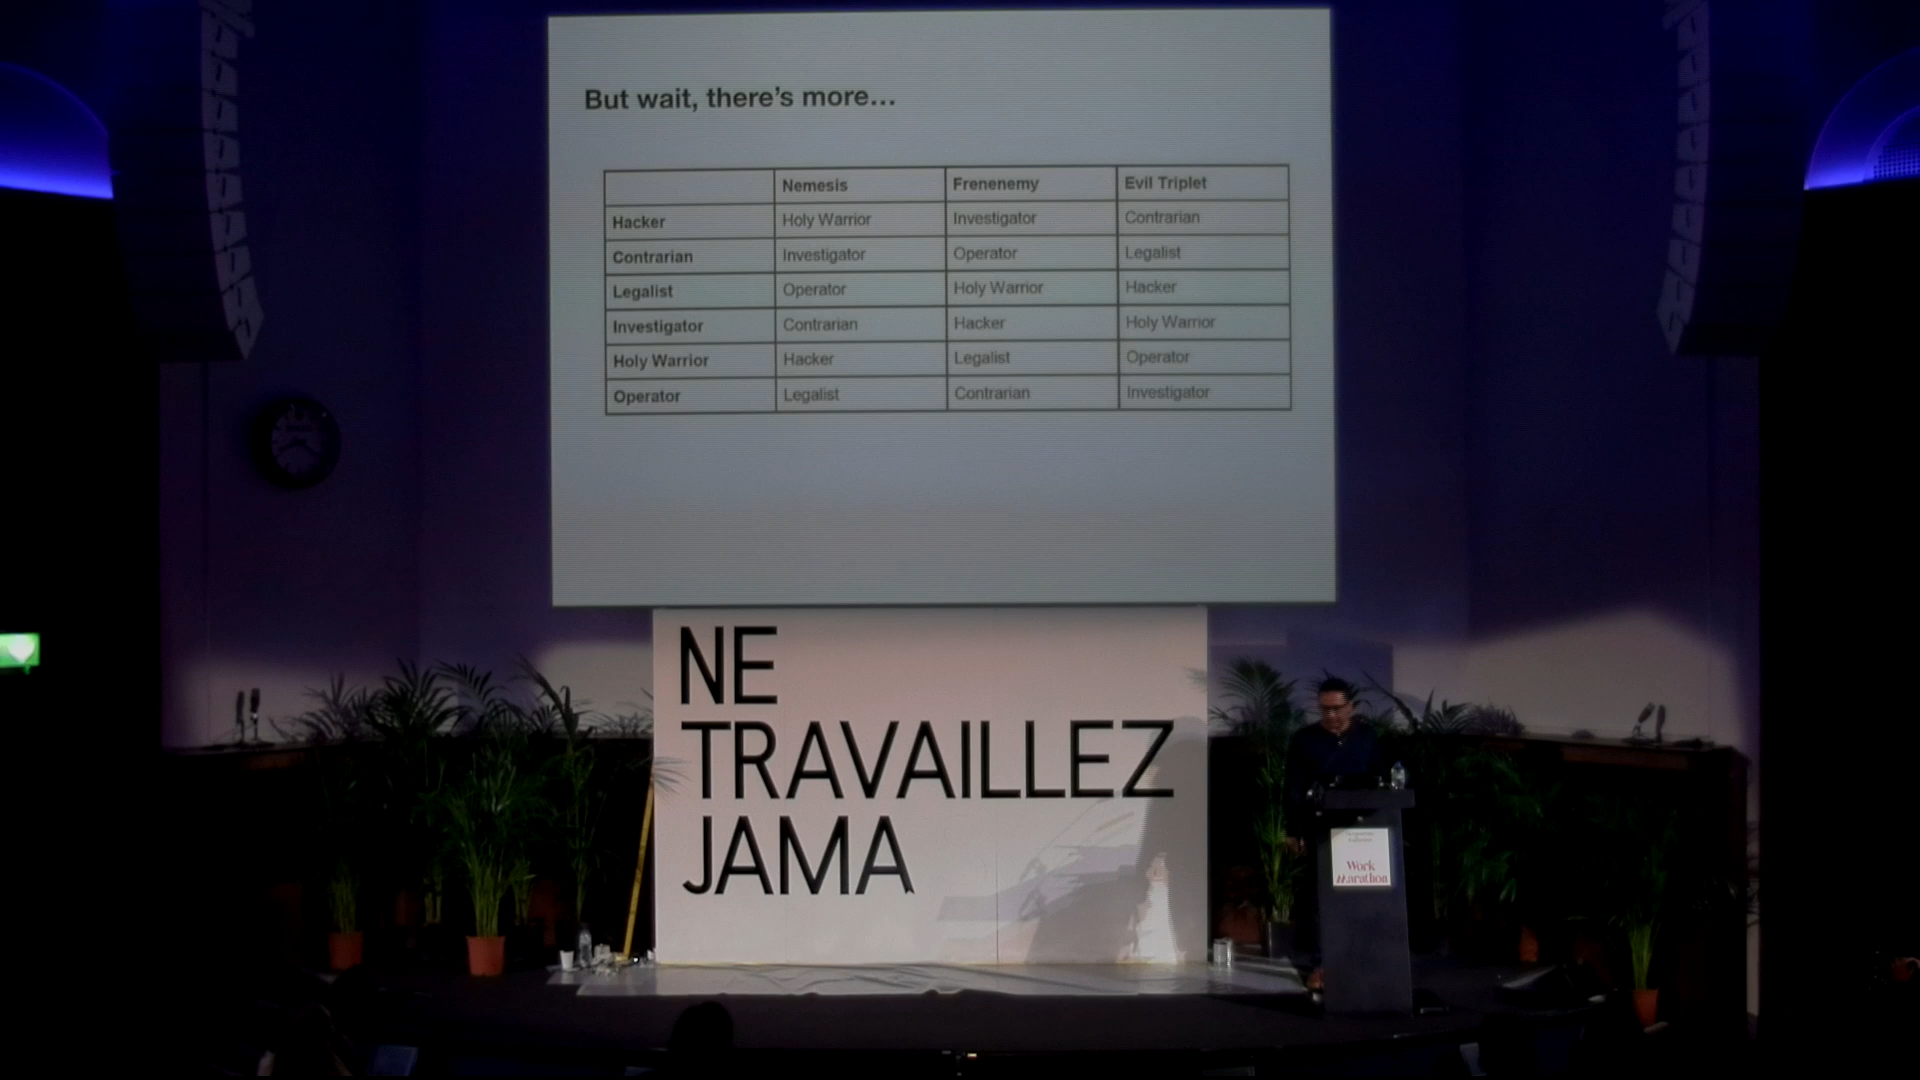 But wait, there's more...
Nemesis Frenenemy Evil Triplet
Hacker Holy Warrior Investigator Contrarian
Contrarian Investigator Operator Legalist
Legalist Operator Holy Warrior Hacker
Investigator Contrarian Hacker Holy Warrior
Holy Warrior Hacker Legalist Operator
Operator Legalist Contrarian Investigator
NE
TRAVAILLEZ
JAMA
Work
Marathon